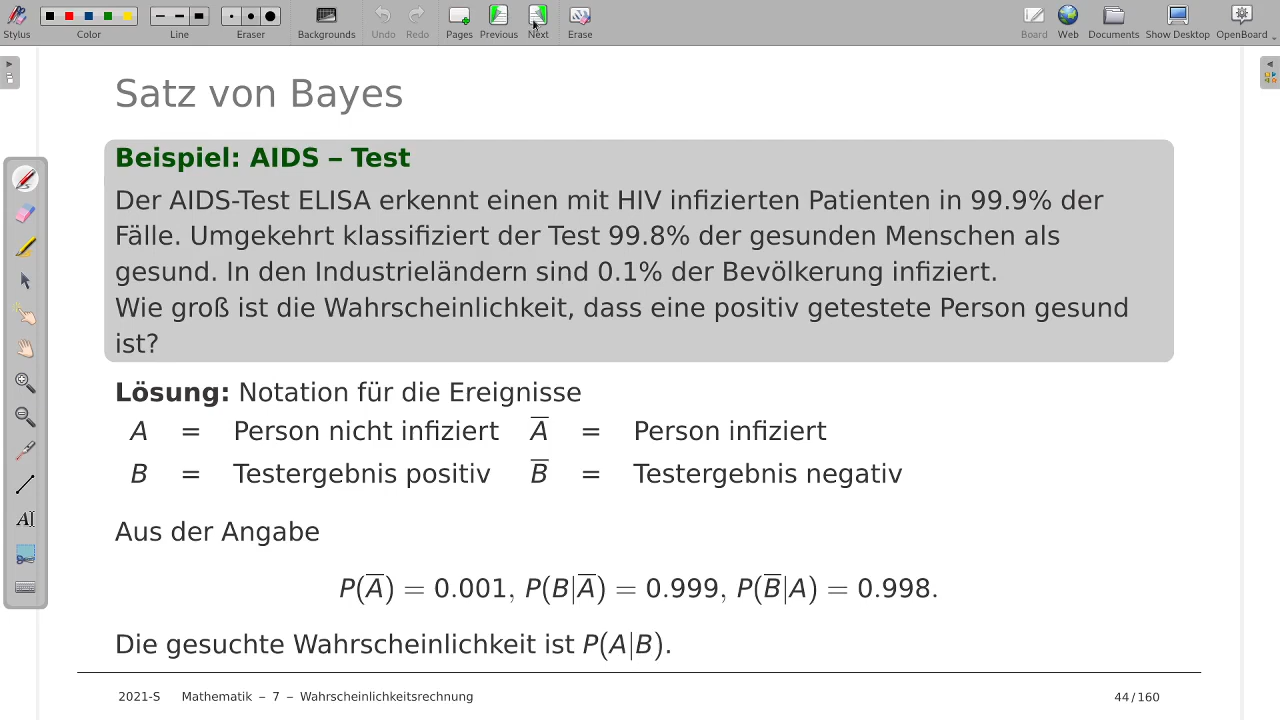 Stylus Color Line Eraser Backgrounds Undo Redo Pages Previous Next Erase Board Web Documents Show Desktop OpenBoard
Satz von Bayes
Beispiel: AIDS – Test
Der AIDS-Test ELISA erkennt einen mit HIV infizierten Patienten in 99.9% der
Fälle. Umgekehrt klassifiziert der Test 99.8% der gesunden Menschen als
gesund. In den Industrieländern sind 0.1% der Bevölkerung infiziert.
Wie groß ist die Wahrscheinlichkeit, dass eine positiv getestete Person gesund
ist?
Lösung: Notation für die Ereignisse
A = Person nicht infiziert A̅ = Person infiziert
B = Testergebnis positiv B̅ = Testergebnis negativ
Aus der Angabe
P(A̅) = 0.001, P(B|A̅) = 0.999, P(B̅|A) = 0.998.
Die gesuchte Wahrscheinlichkeit ist P(A|B).
2021-S Mathematik – 7 – Wahrscheinlichkeitsrechnung 44/160